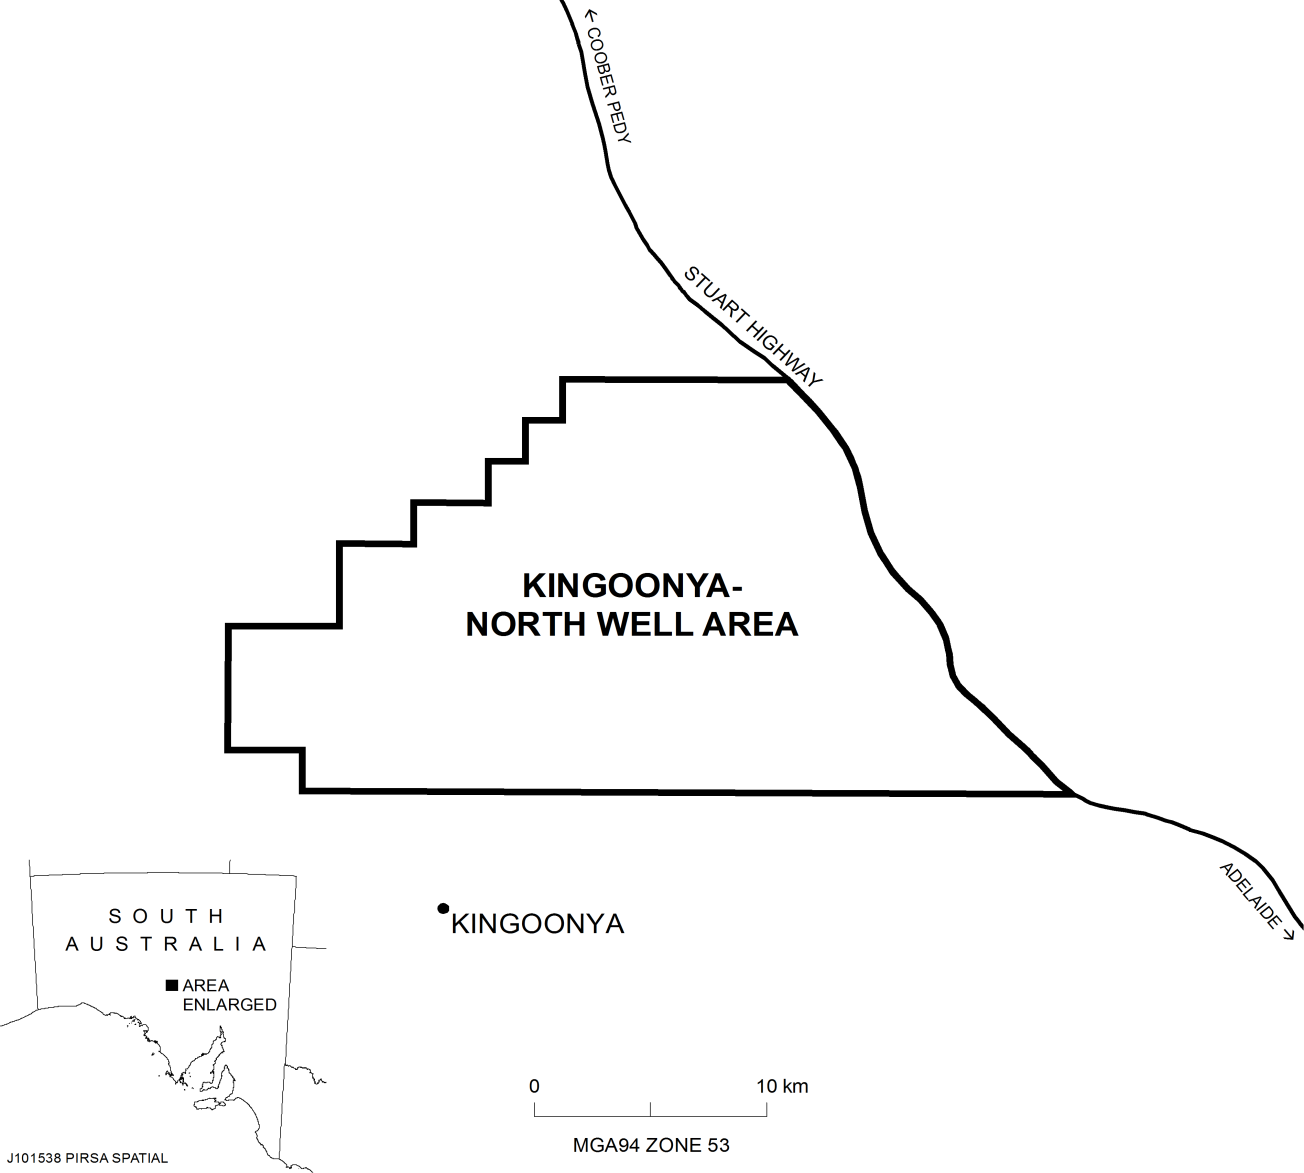 ← COOBER PEDY
STUART HIGHWAY
KINGOONYA-
NORTH WELL AREA
ADELAIDE →
KINGOONYA
SOUTH
AUSTRALIA
AREA
ENLARGED
0 10 km
MGA94 ZONE 53
J101538 PIRSA SPATIAL